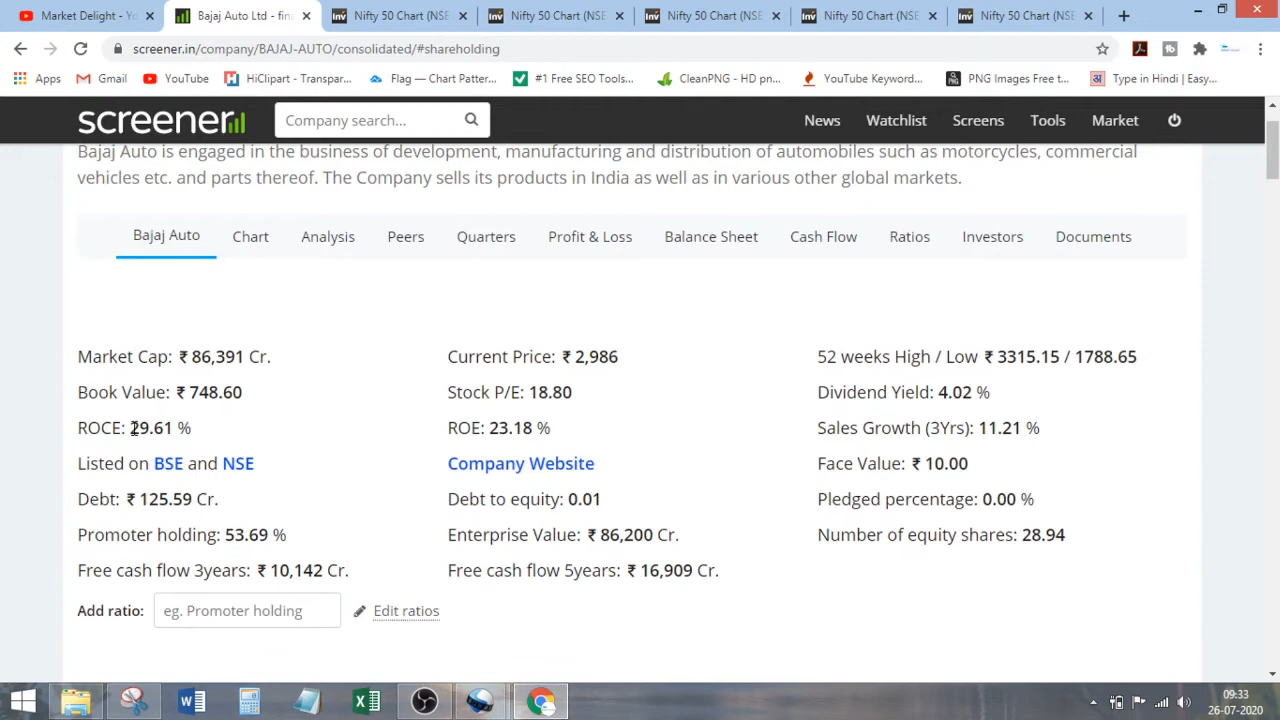 Market Delight - Yo
Bajaj Auto Ltd - fina
Nifty 50 Chart (NSE
Nifty 50 Chart (NSE
Nifty 50 Chart (NSE
Nifty 50 Chart (NSE
Nifty 50 Chart (NSE
screener.in/company/BAJAJ-AUTO/consolidated/#shareholding
Apps
Gmail
YouTube
HiClipart - Transpar...
Flag — Chart Patter...
#1 Free SEO Tools...
CleanPNG - HD pn...
YouTube Keyword...
PNG Images Free t...
Type in Hindi | Easy...
screener
Company search...
News
Watchlist
Screens
Tools
Market
Bajaj Auto is engaged in the business of development, manufacturing and distribution of automobiles such as motorcycles, commercial
vehicles etc. and parts thereof. The Company sells its products in India as well as in various other global markets.
Bajaj Auto
Chart
Analysis
Peers
Quarters
Profit & Loss
Balance Sheet
Cash Flow
Ratios
Investors
Documents
Market Cap: ₹ 86,391 Cr.
Current Price: ₹ 2,986
52 weeks High / Low ₹ 3315.15 / 1788.65
Book Value: ₹ 748.60
Stock P/E: 18.80
Dividend Yield: 4.02 %
ROCE: 29.61 %
ROE: 23.18 %
Sales Growth (3Yrs): 11.21 %
Listed on BSE and NSE
Company Website
Face Value: ₹ 10.00
Debt: ₹ 125.59 Cr.
Debt to equity: 0.01
Pledged percentage: 0.00 %
Promoter holding: 53.69 %
Enterprise Value: ₹ 86,200 Cr.
Number of equity shares: 28.94
Free cash flow 3years: ₹ 10,142 Cr.
Free cash flow 5years: ₹ 16,909 Cr.
Add ratio:
eg. Promoter holding
Edit ratios
09:33
26-07-2020